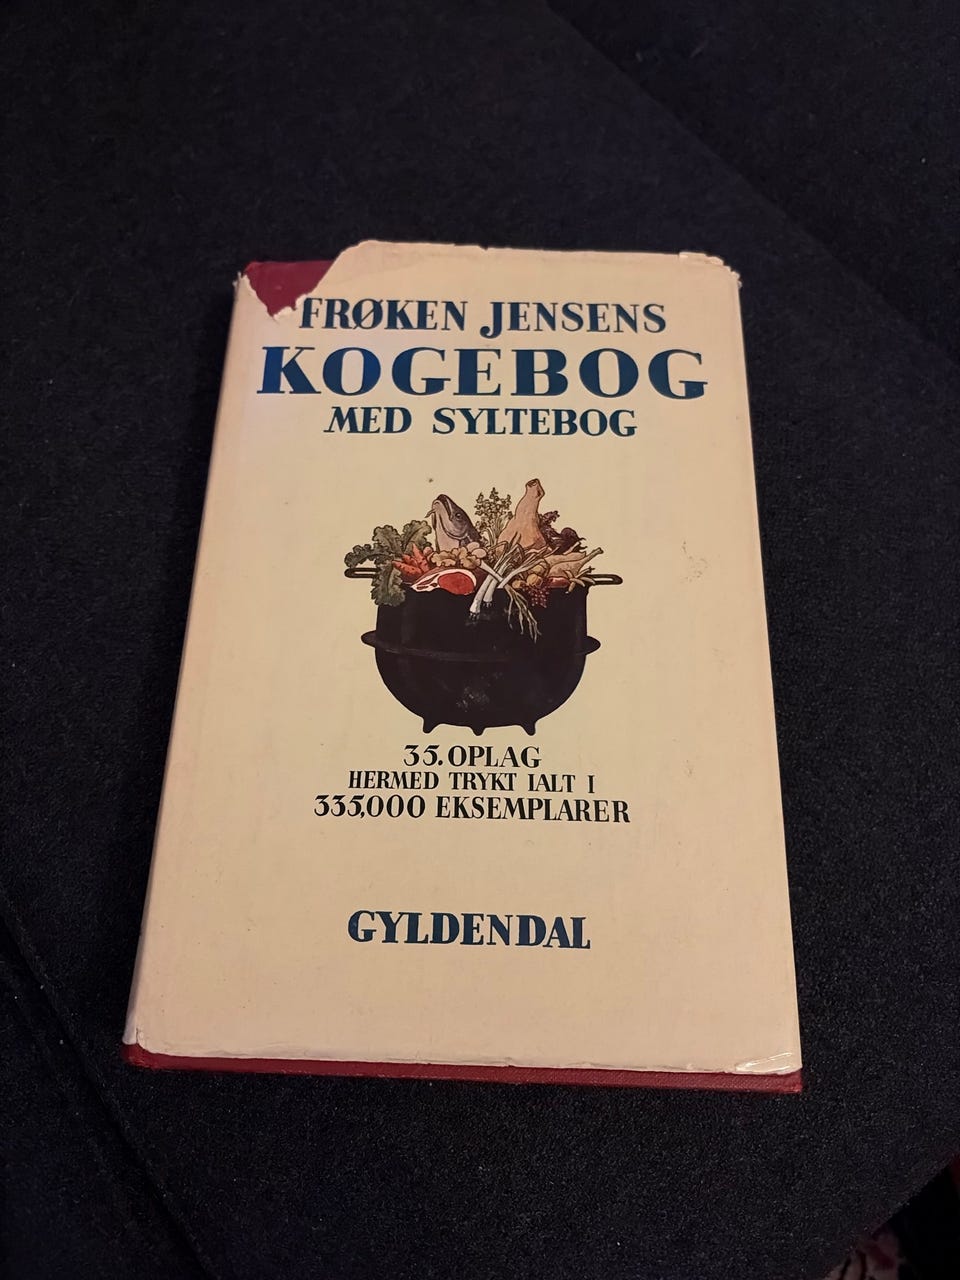 FRØKEN JENSENS
KOGEBOG
MED SYLTEBOG
35. OPLAG
HERMED TRYKT IALT I
335,000 EKSEMPLARER
GYLDENDAL